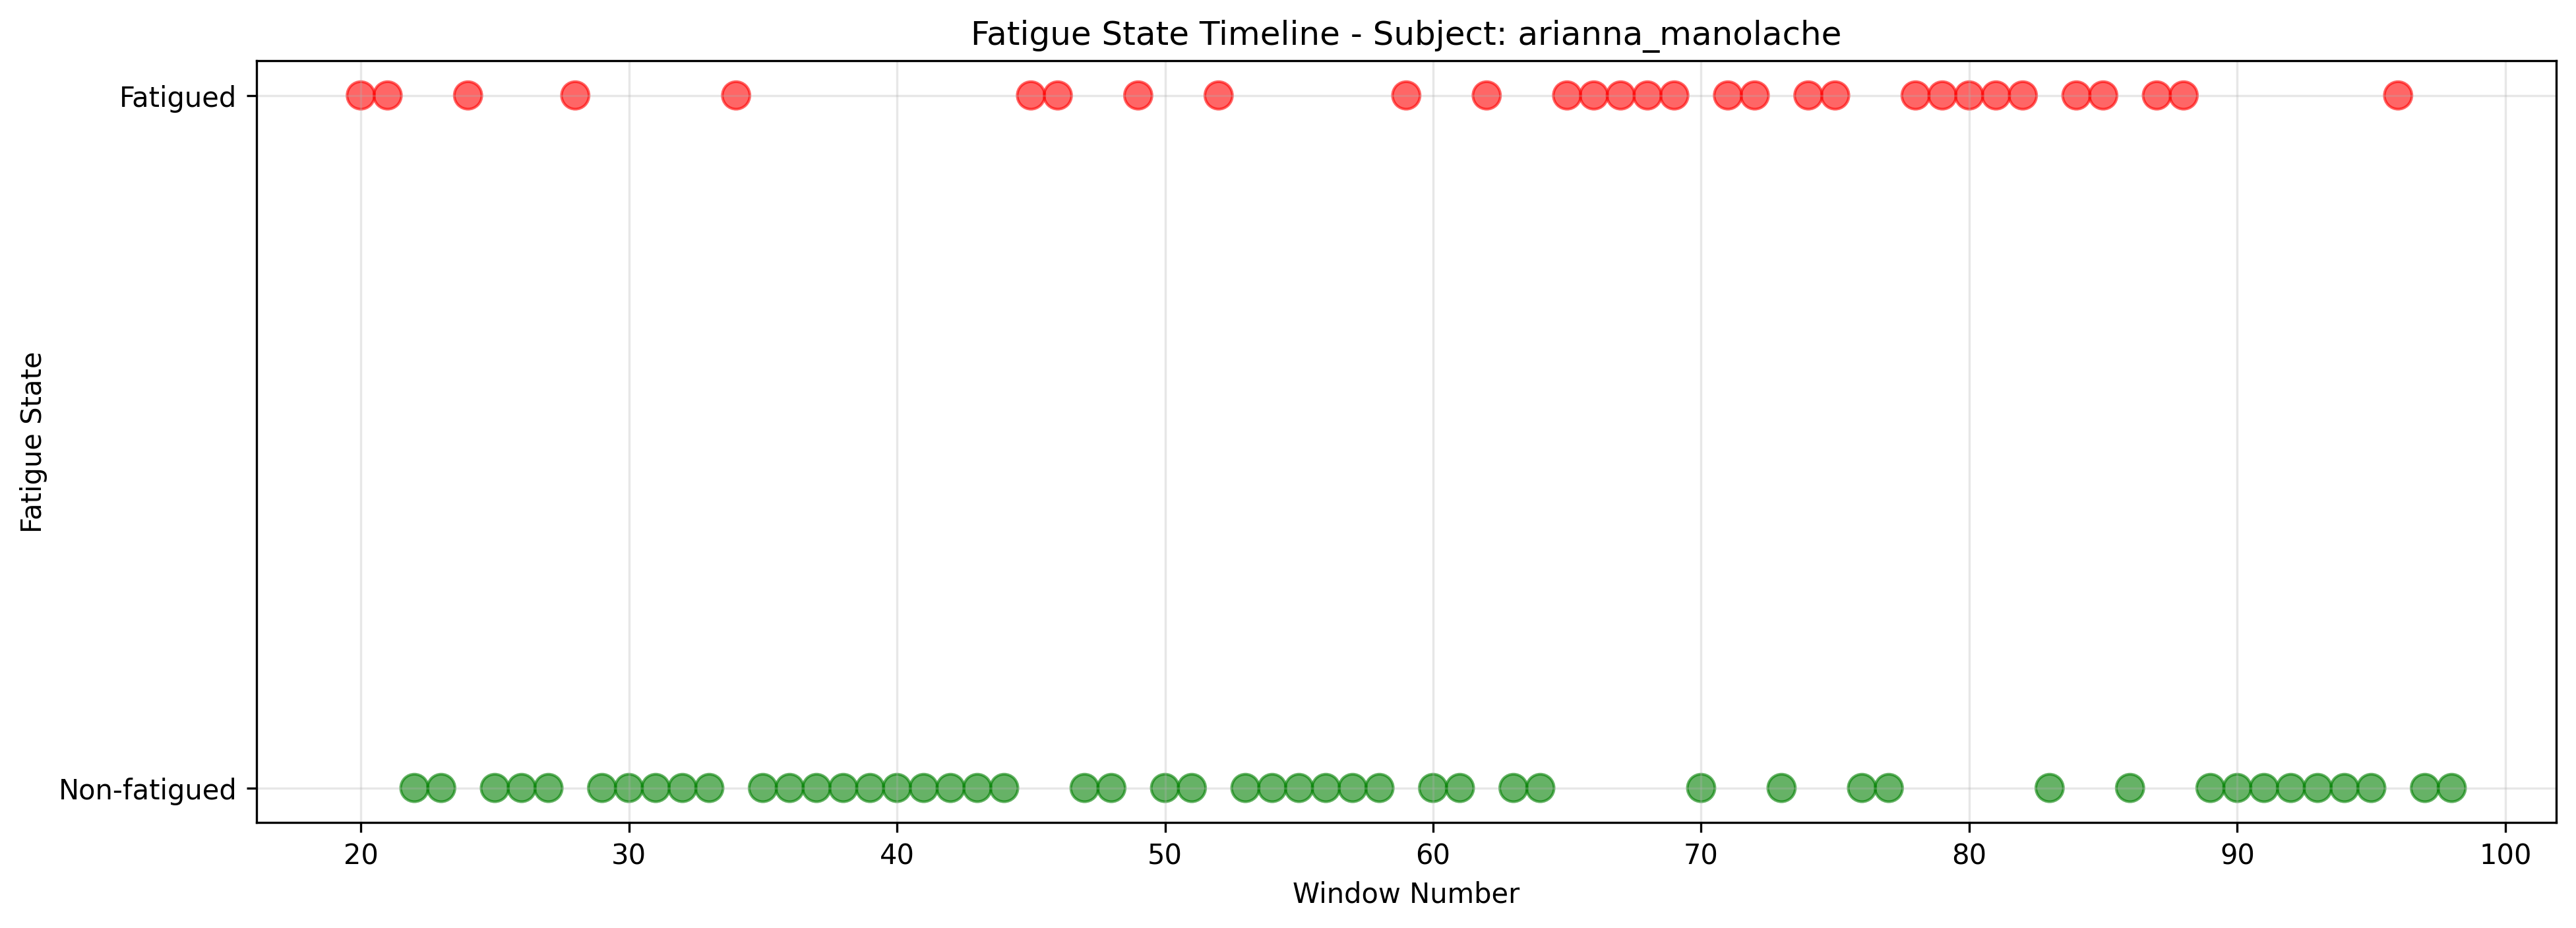 Fatigue State Timeline - Subject: arianna_manolache
Fatigued
Fatigue State
Non-fatigued
20 30 40 50 60 70 80 90 100
Window Number